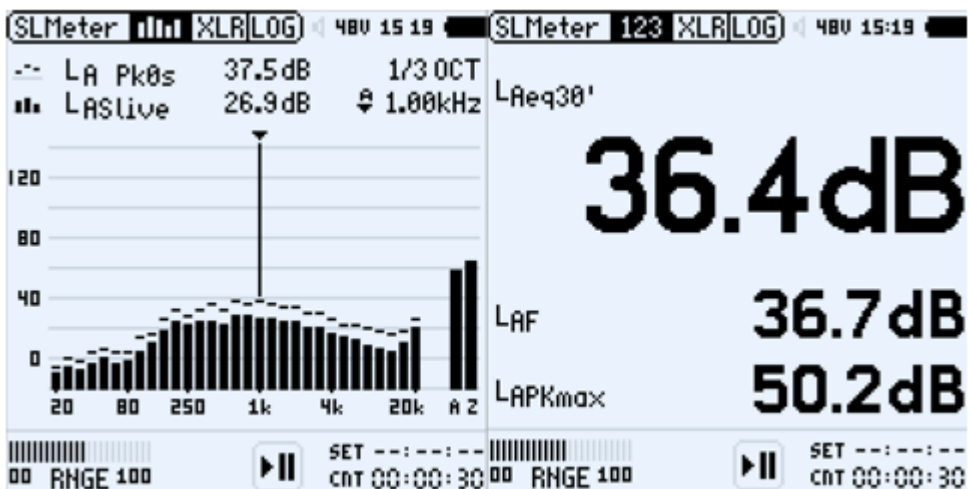 SLMeter XLR LOG 48V 15 19
LA Pk0s 37.5dB 1/3 OCT
LASlive 26.9dB 1.00kHz
120
80
40
0
20 80 250 1k 4k 20k A Z
00 RNGE 100
SET --:--:--
CNT 00:00:30
SLMeter 123 XLR LOG 48V 15:19
LAeq30'
36.4dB
LAF 36.7dB
LAPKmax 50.2dB
00 RNGE 100
SET --:--:--
CNT 00:00:30